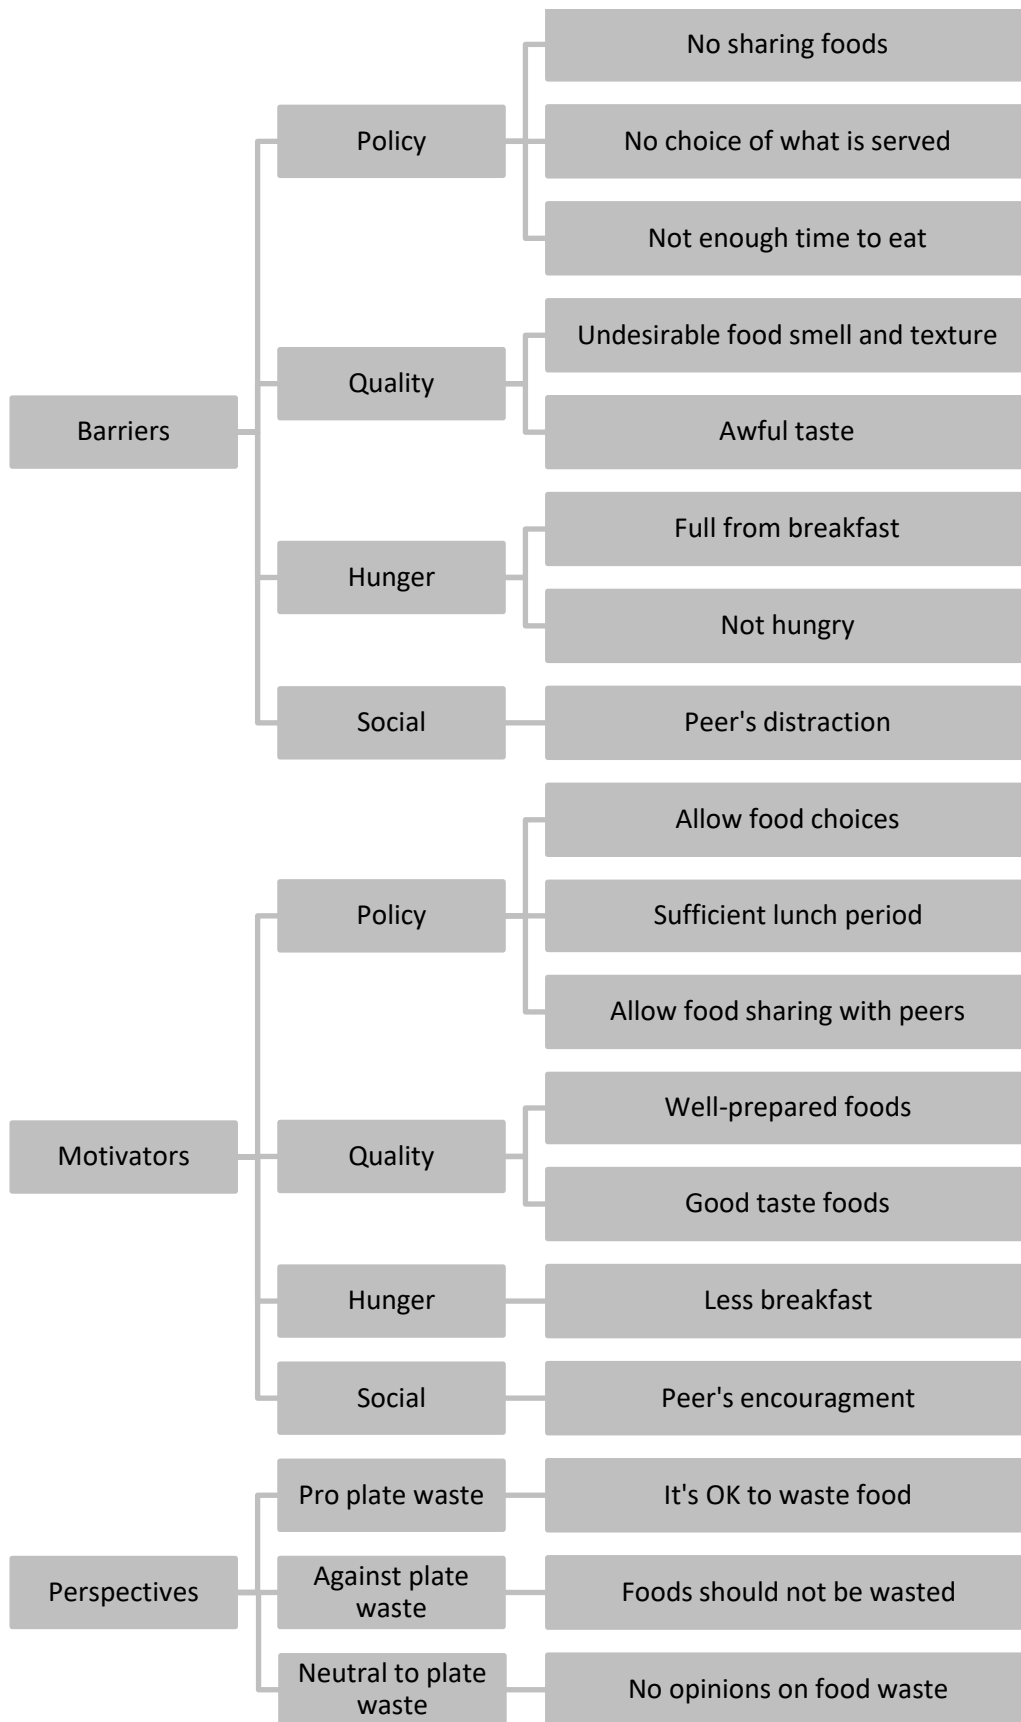 Barriers
Policy
No sharing foods
No choice of what is served
Not enough time to eat
Quality
Undesirable food smell and texture
Awful taste
Hunger
Full from breakfast
Not hungry
Social
Peer's distraction
Motivators
Policy
Allow food choices
Sufficient lunch period
Allow food sharing with peers
Quality
Well-prepared foods
Good taste foods
Hunger
Less breakfast
Social
Peer's encouragment
Perspectives
Pro plate waste
It's OK to waste food
Against plate
waste
Foods should not be wasted
Neutral to plate
waste
No opinions on food waste